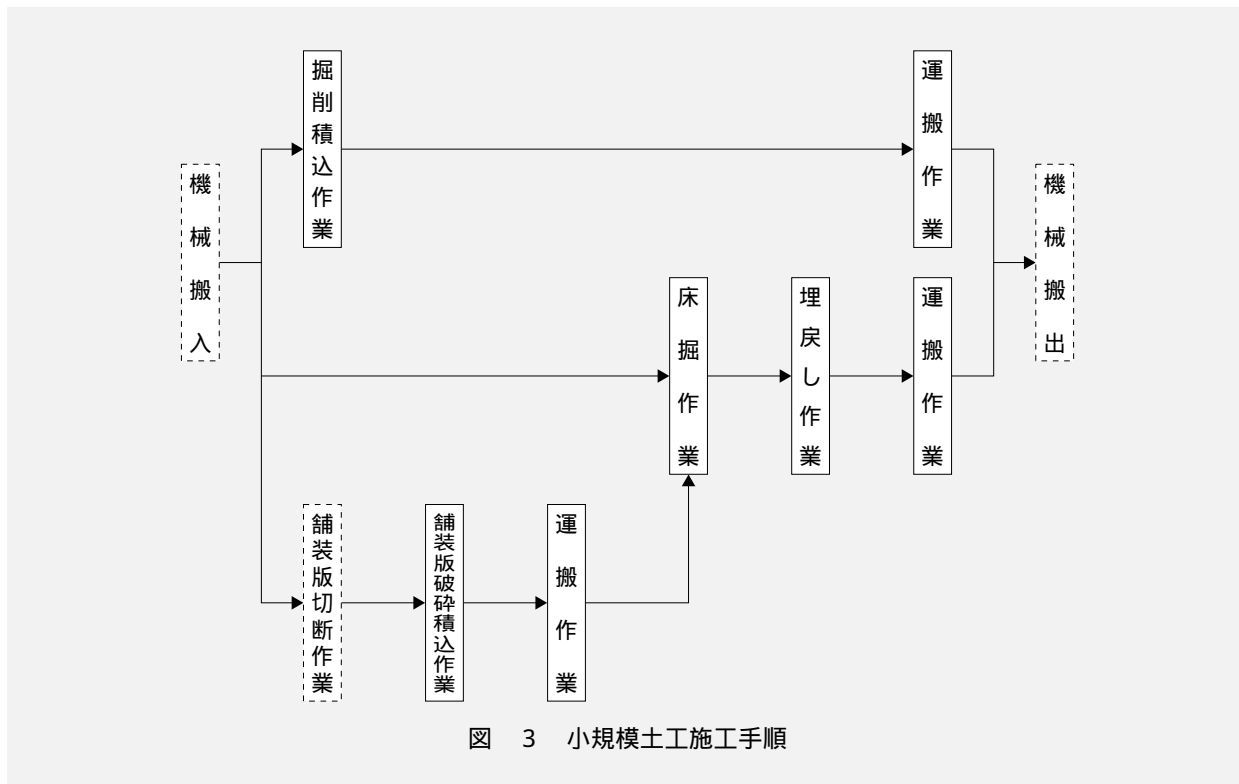 機械搬入
掘削積込作業
運搬作業
床掘作業
埋戻し作業
運搬作業
機械搬出
舗装版切断作業
舗装版破砕積込作業
運搬作業
図 3 小規模土工施工手順